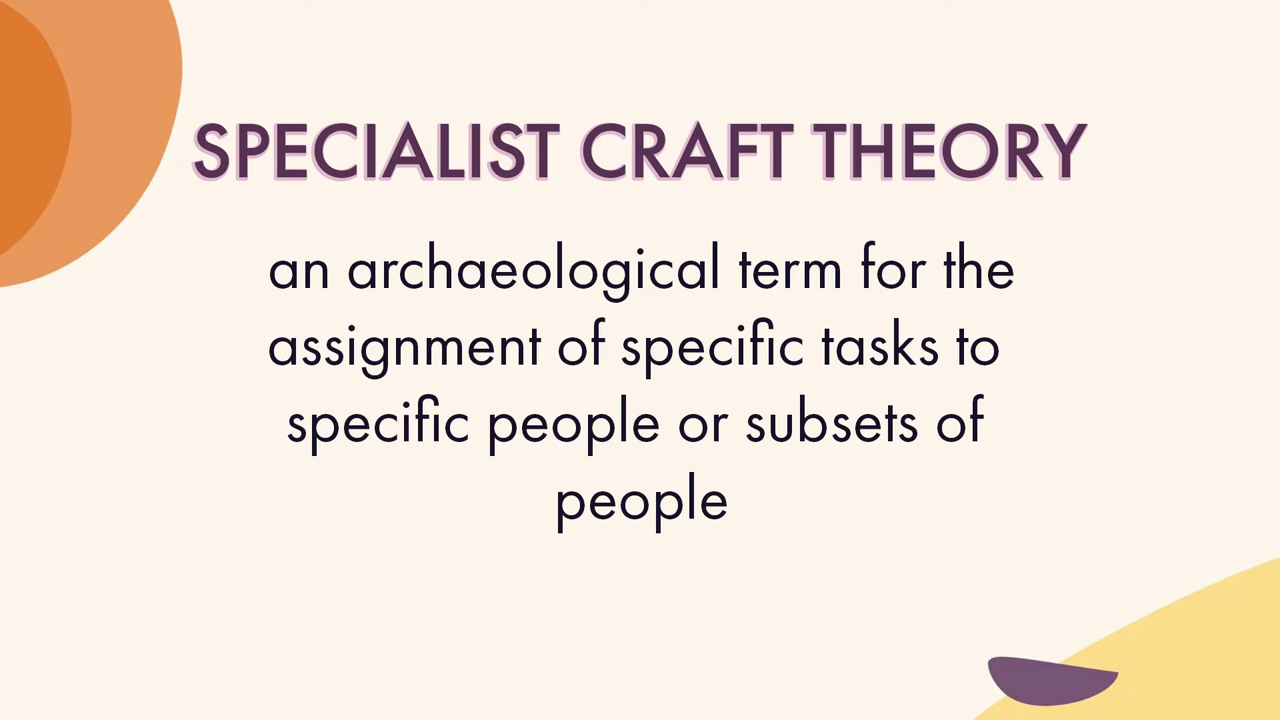 SPECIALIST CRAFT THEORY
an archaeological term for the
assignment of specific tasks to
specific people or subsets of
people